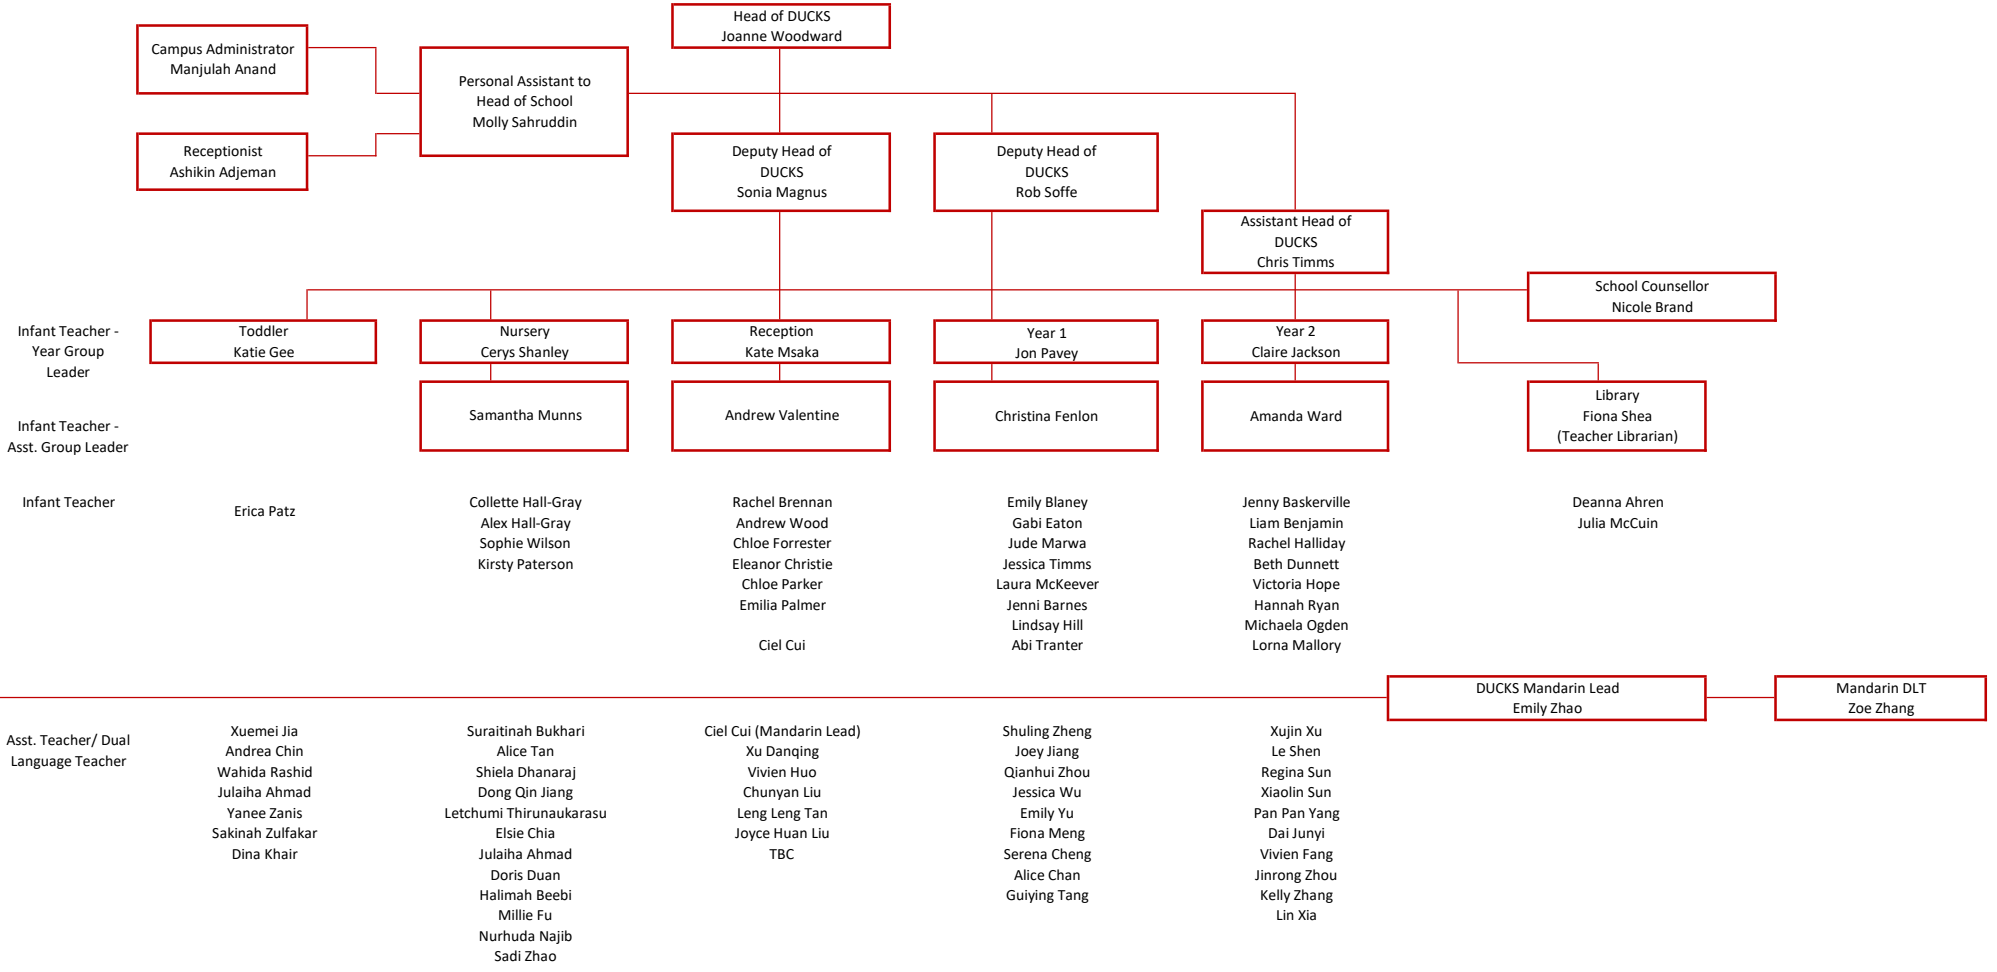 Head of DUCKS
Joanne Woodward
Campus Administrator
Manjulah Anand
Personal Assistant to
Head of School
Molly Sahruddin
Receptionist
Ashikin Adjeman
Deputy Head of
DUCKS
Sonia Magnus
Deputy Head of
DUCKS
Rob Soffe
Assistant Head of
DUCKS
Chris Timms
School Counsellor
Nicole Brand
Infant Teacher -
Year Group
Leader
Toddler
Katie Gee
Nursery
Cerys Shanley
Reception
Kate Msaka
Year 1
Jon Pavey
Year 2
Claire Jackson
Infant Teacher -
Asst. Group Leader
Samantha Munns
Andrew Valentine
Christina Fenlon
Amanda Ward
Library
Fiona Shea
(Teacher Librarian)
Infant Teacher
Erica Patz
Collette Hall-Gray
Alex Hall-Gray
Sophie Wilson
Kirsty Paterson
Rachel Brennan
Andrew Wood
Chloe Forrester
Eleanor Christie
Chloe Parker
Emilia Palmer
Ciel Cui
Emily Blaney
Gabi Eaton
Jude Marwa
Jessica Timms
Laura McKeever
Jenni Barnes
Lindsay Hill
Abi Tranter
Jenny Baskerville
Liam Benjamin
Rachel Halliday
Beth Dunnett
Victoria Hope
Hannah Ryan
Michaela Ogden
Lorna Mallory
Deanna Ahren
Julia McCuin
DUCKS Mandarin Lead
Emily Zhao
Mandarin DLT
Zoe Zhang
Asst. Teacher/ Dual
Language Teacher
Xuemei Jia
Andrea Chin
Wahida Rashid
Julaiha Ahmad
Yanee Zanis
Sakinah Zulfakar
Dina Khair
Suraitinah Bukhari
Alice Tan
Shiela Dhanaraj
Dong Qin Jiang
Letchumi Thirunaukarasu
Elsie Chia
Julaiha Ahmad
Doris Duan
Halimah Beebi
Millie Fu
Nurhuda Najib
Sadi Zhao
Ciel Cui (Mandarin Lead)
Xu Danqing
Vivien Huo
Chunyan Liu
Leng Leng Tan
Joyce Huan Liu
TBC
Shuling Zheng
Joey Jiang
Qianhui Zhou
Jessica Wu
Emily Yu
Fiona Meng
Serena Cheng
Alice Chan
Guiying Tang
Xujin Xu
Le Shen
Regina Sun
Xiaolin Sun
Pan Pan Yang
Dai Junyi
Vivien Fang
Jinrong Zhou
Kelly Zhang
Lin Xia